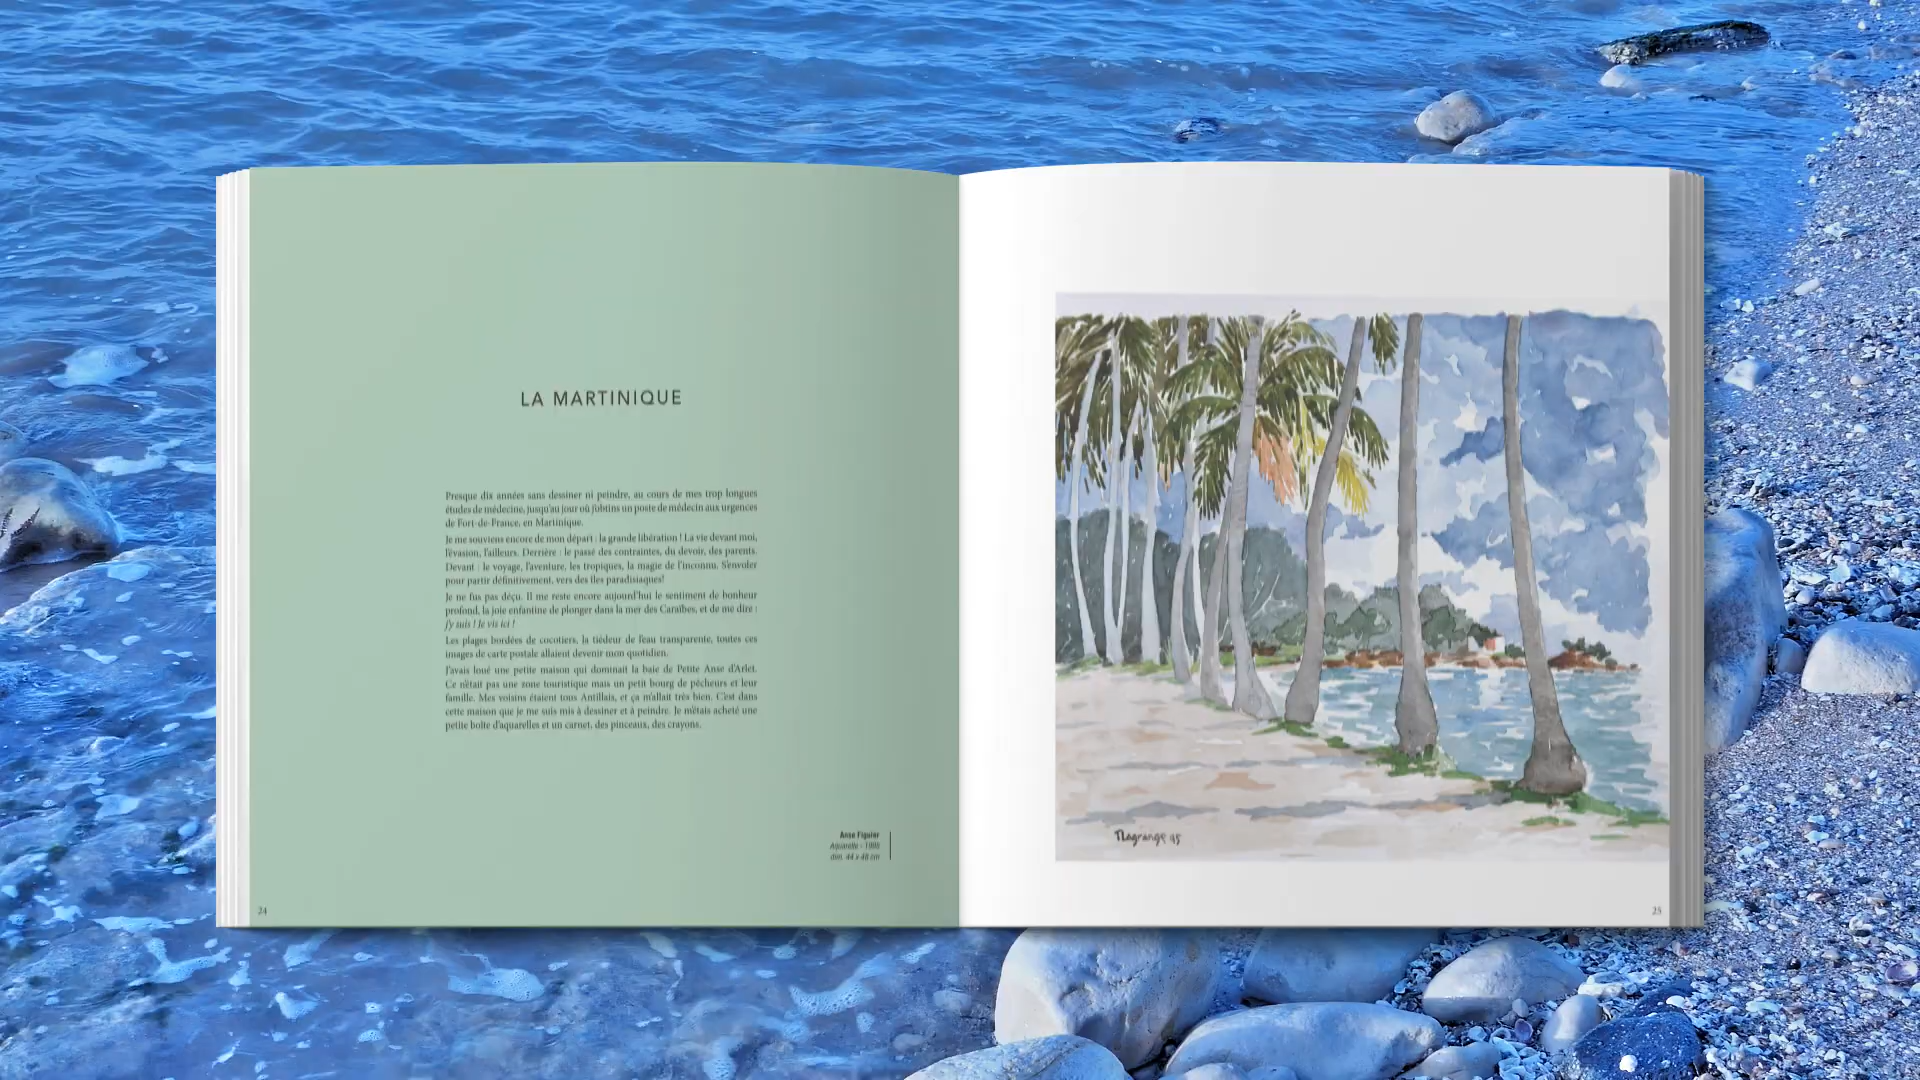 LA MARTINIQUE
Presque dix années sans dessiner ni peindre, au cours de mes trop longues
études de médecine, jusqu'au jour où j'obtins un poste de médecin aux urgences
de Fort-de-France, en Martinique.
Je me souviens encore de mon départ : la grande libération ! La vie devant moi,
l'évasion, l'ailleurs. Derrière : le passé des contraintes, du devoir, des parents.
Devant : le voyage, l'aventure, les tropiques, la magie de l'inconnu. S'envoler
pour partir définitivement, vers des îles paradisiaques!
Je ne fus pas déçu. Il me reste encore aujourd'hui le sentiment de bonheur
profond, la joie enfantine de plonger dans la mer des Caraïbes, et de me dire :
j'y suis ! Je vis ici !
Les plages bordées de cocotiers, la tiédeur de l'eau transparente, toutes ces
images de carte postale allaient devenir mon quotidien.
J'avais loué une petite maison qui dominait la baie de Petite Anse d'Arlet.
Ce n'était pas une zone touristique mais un petit bourg de pêcheurs et leur
famille. Mes voisins étaient tous Antillais, et ça m'allait très bien. C'est dans
cette maison que je me suis mis à dessiner et à peindre. Je m'étais acheté une
petite boîte d'aquarelles et un carnet, des pinceaux, des crayons.
Anse Figuier
Aquarelle - 1995
dim. 44 x 48 cm
24
TLagrange 95
25